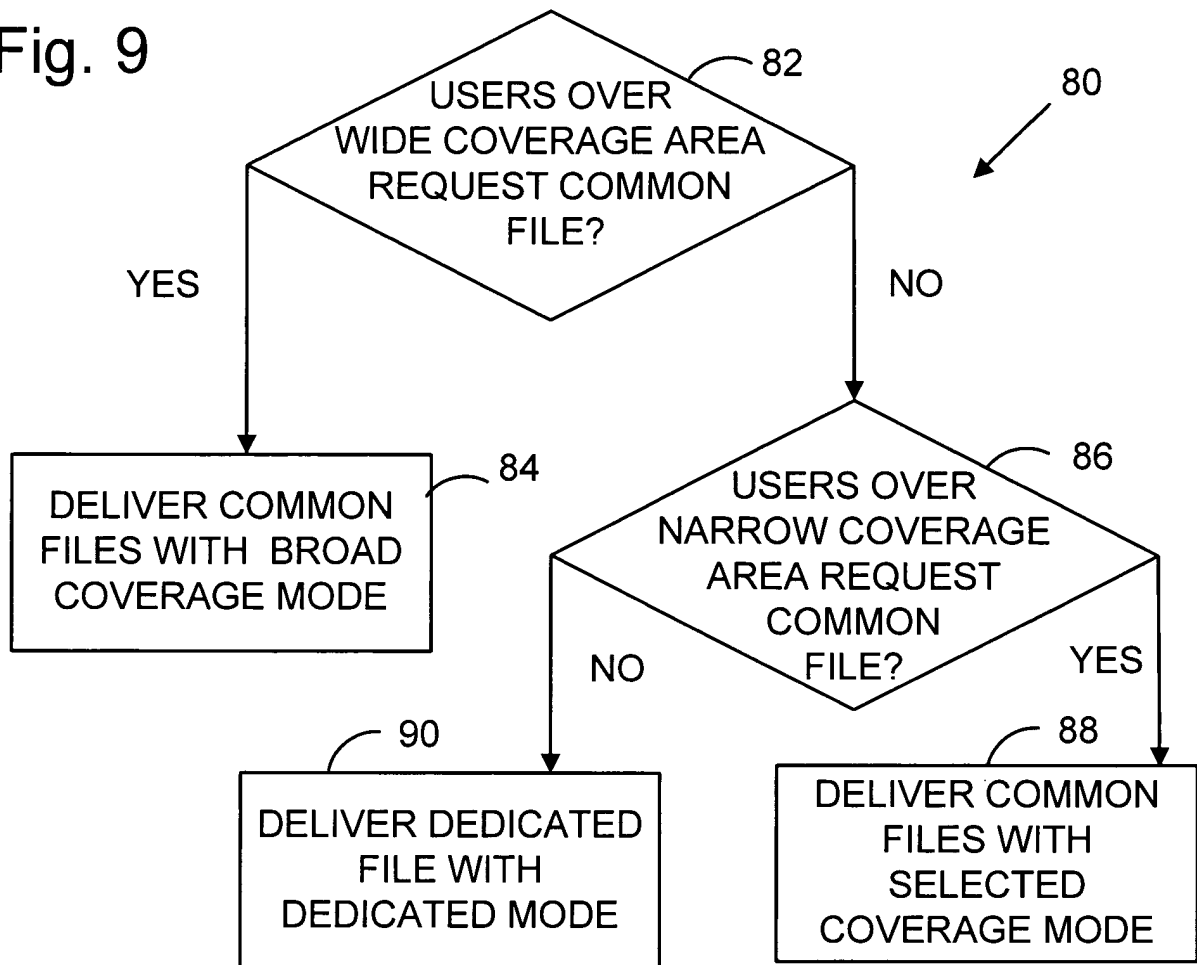 Fig. 9
82
80
USERS OVER
WIDE COVERAGE AREA
REQUEST COMMON
FILE?
YES
NO
84
DELIVER COMMON
FILES WITH BROAD
COVERAGE MODE
86
USERS OVER
NARROW COVERAGE
AREA REQUEST
COMMON
FILE?
NO
YES
90
DELIVER DEDICATED
FILE WITH
DEDICATED MODE
88
DELIVER COMMON
FILES WITH
SELECTED
COVERAGE MODE